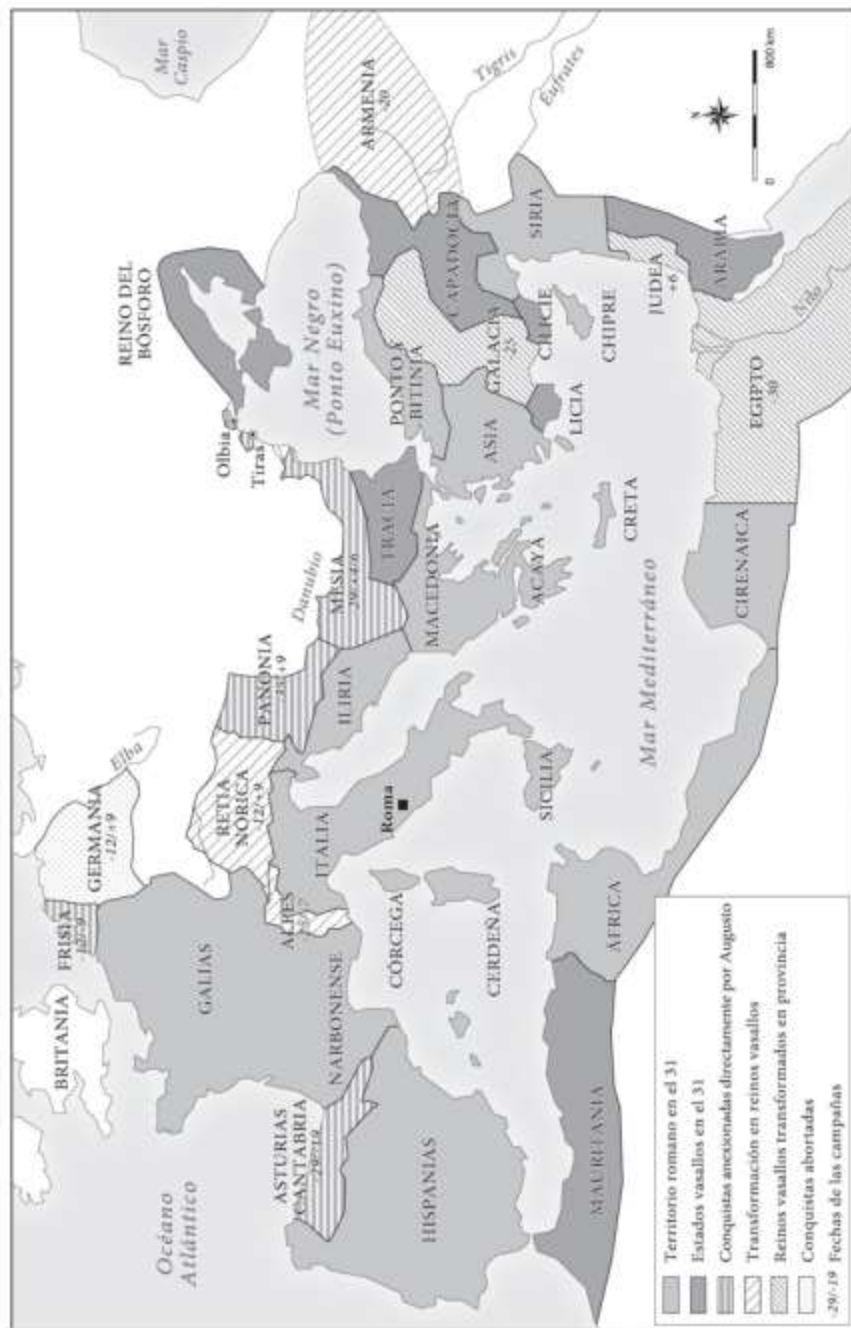 Océano
Atlántico
BRITANIA
FRISIA
GERMANIA
-12/+9
Elba
GALIAS
RETIA
NÓRICA
-12/+9
PANONIA
Danubio
MESIA
ALPES
ITALIA
ILIRIA
NARBONENSE
ASTURIAS
CANTABRIA
HISPANIAS
CÓRCEGA
CERDEÑA
Roma
SICILIA
MACEDONIA
TRACIA
ACAYA
CRETA
Olbia
Tiras
REINO DEL
BÓSFORO
Mar Negro
(Ponto Euxino)
Mar
Caspio
ARMENIA
-20
Tigris
Eufrates
PONTO Y
BITINIA
GALACIA
-25
CAPADOCIA
ASIA
LICIA
CILICIE
CHIPRE
SIRIA
JUDEA
+6
ARABIA
EGIPTO
-30
Nilo
CIRENAICA
Mar Mediterráneo
ÁFRICA
MAURITANIA
N
0
800 km
Territorio romano en el 31
Estados vasallos en el 31
Conquistas anexionadas directamente por Augusto
Transformación en reinos vasallos
Reinos vasallos transformados en provincia
Conquistas abortadas
-29/-19 Fechas de las campañas